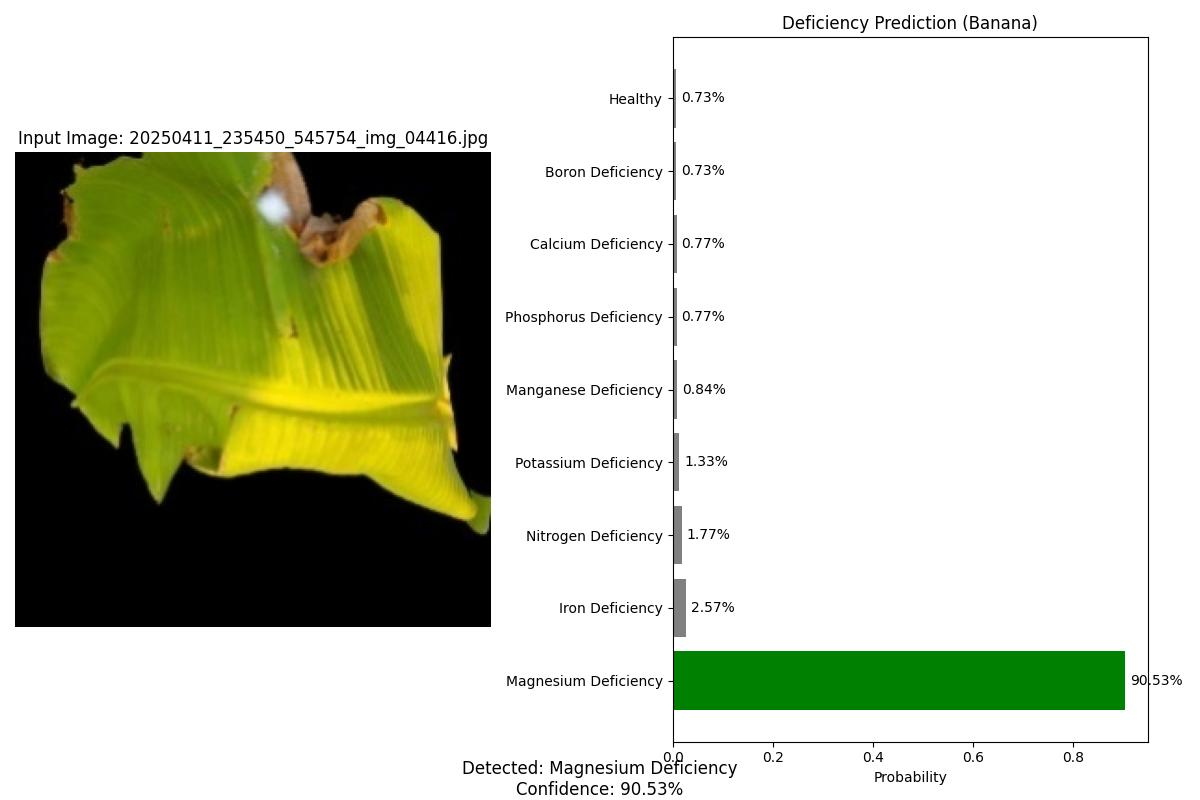 Input Image: 20250411_235450_545754_img_04416.jpg
Deficiency Prediction (Banana)
Healthy 0.73%
Boron Deficiency 0.73%
Calcium Deficiency 0.77%
Phosphorus Deficiency 0.77%
Manganese Deficiency 0.84%
Potassium Deficiency 1.33%
Nitrogen Deficiency 1.77%
Iron Deficiency 2.57%
Magnesium Deficiency 90.53%
0.0 0.2 0.4 0.6 0.8
Probability
Detected: Magnesium Deficiency
Confidence: 90.53%